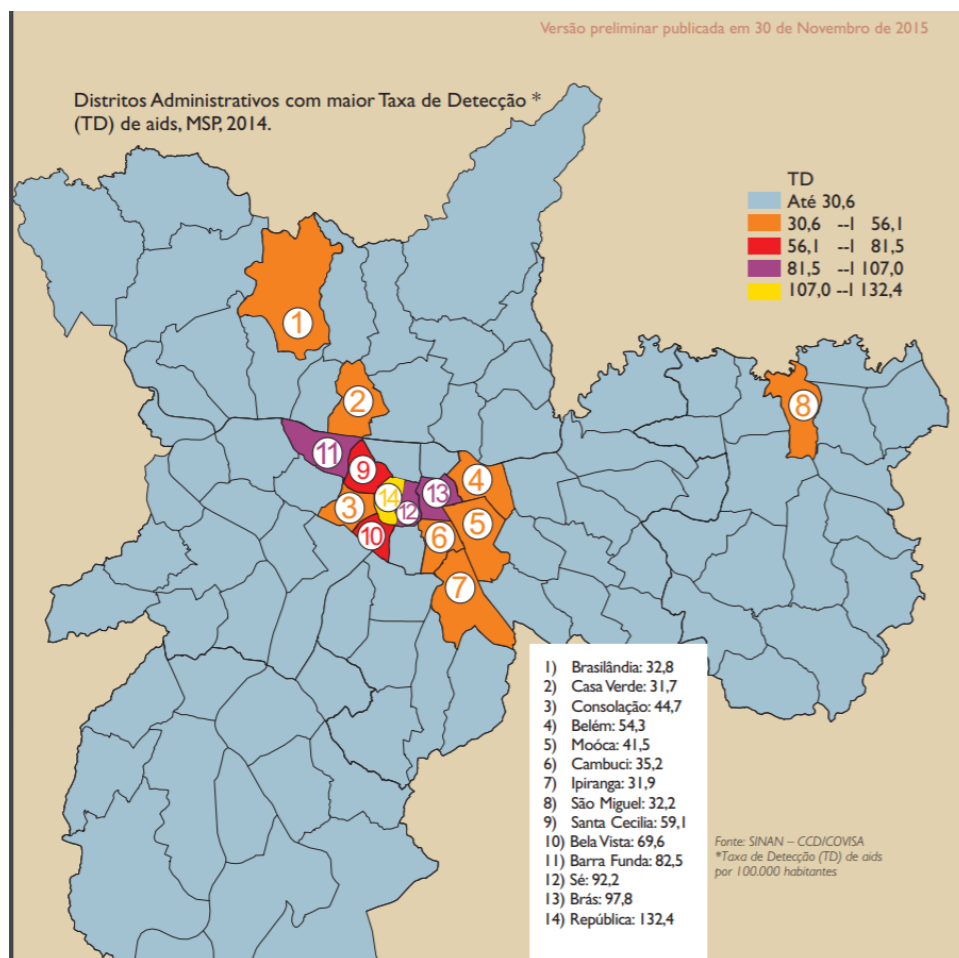 Versão preliminar publicada em 30 de Novembro de 2015
Distritos Administrativos com maior Taxa de Detecção *
(TD) de aids, MSP, 2014.
TD
Até 30,6
30,6 --I 56,1
56,1 --I 81,5
81,5 --I 107,0
107,0 --I 132,4
1
2
8
11
9
4
13
14
3
12
5
10
6
7
1) Brasilândia: 32,8
2) Casa Verde: 31,7
3) Consolação: 44,7
4) Belém: 54,3
5) Moóca: 41,5
6) Cambuci: 35,2
7) Ipiranga: 31,9
8) São Miguel: 32,2
9) Santa Cecilia: 59,1
10) Bela Vista: 69,6
11) Barra Funda: 82,5
12) Sé: 92,2
13) Brás: 97,8
14) República: 132,4
Fonte: SINAN – CCD/COVISA
*Taxa de Detecção (TD) de aids
por 100.000 habitantes